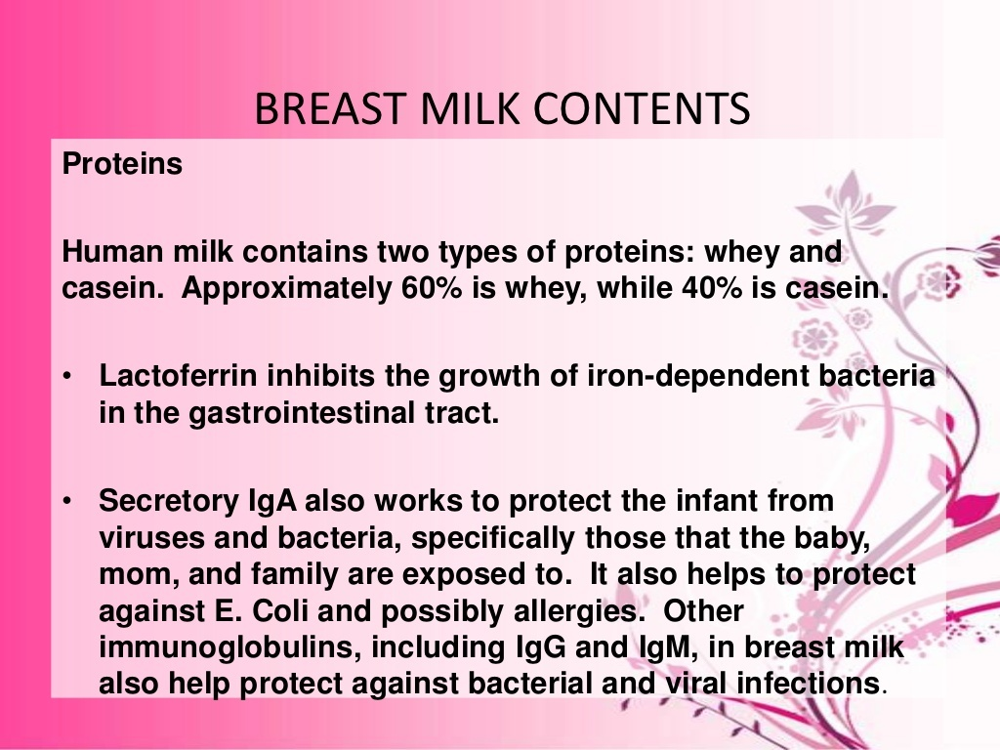 BREAST MILK CONTENTS
Proteins
Human milk contains two types of proteins: whey and
casein.  Approximately 60% is whey, while 40% is casein.
• Lactoferrin inhibits the growth of iron-dependent bacteria
in the gastrointestinal tract.
• Secretory IgA also works to protect the infant from
viruses and bacteria, specifically those that the baby,
mom, and family are exposed to.  It also helps to protect
against E. Coli and possibly allergies.  Other
immunoglobulins, including IgG and IgM, in breast milk
also help protect against bacterial and viral infections.